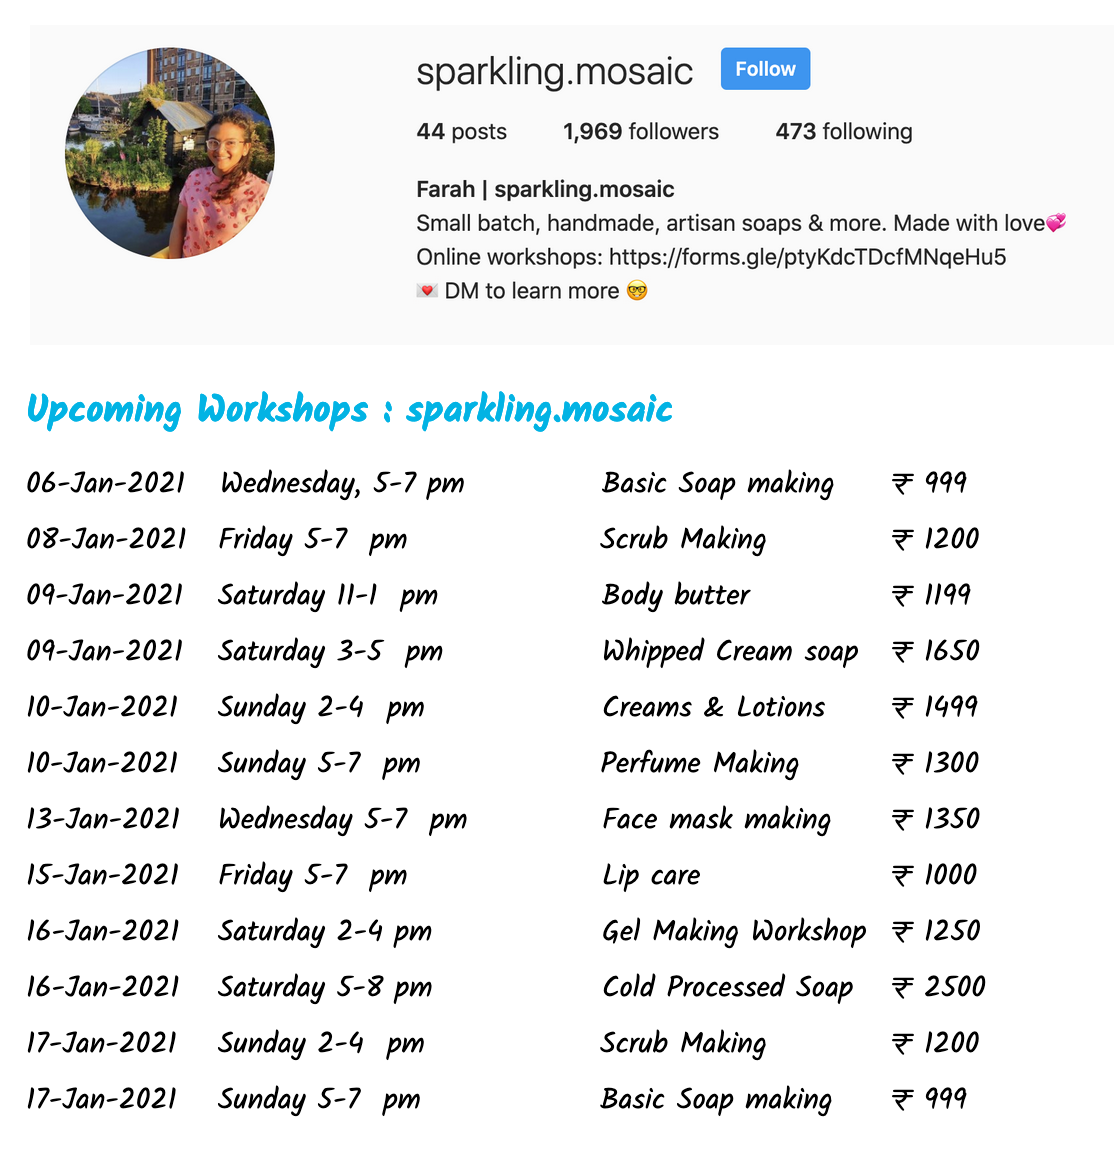 sparkling.mosaic Follow
44 posts 1,969 followers 473 following
Farah | sparkling.mosaic
Small batch, handmade, artisan soaps & more. Made with love💞
Online workshops: https://forms.gle/ptyKdcTDcfMNqeHu5
💌 DM to learn more 🤓
Upcoming Workshops : sparkling.mosaic
06-Jan-2021 Wednesday, 5-7 pm Basic Soap making ₹ 999
08-Jan-2021 Friday 5-7 pm Scrub Making ₹ 1200
09-Jan-2021 Saturday 11-1 pm Body butter ₹ 1199
09-Jan-2021 Saturday 3-5 pm Whipped Cream soap ₹ 1650
10-Jan-2021 Sunday 2-4 pm Creams & Lotions ₹ 1499
10-Jan-2021 Sunday 5-7 pm Perfume Making ₹ 1300
13-Jan-2021 Wednesday 5-7 pm Face mask making ₹ 1350
15-Jan-2021 Friday 5-7 pm Lip care ₹ 1000
16-Jan-2021 Saturday 2-4 pm Gel Making Workshop ₹ 1250
16-Jan-2021 Saturday 5-8 pm Cold Processed Soap ₹ 2500
17-Jan-2021 Sunday 2-4 pm Scrub Making ₹ 1200
17-Jan-2021 Sunday 5-7 pm Basic Soap making ₹ 999